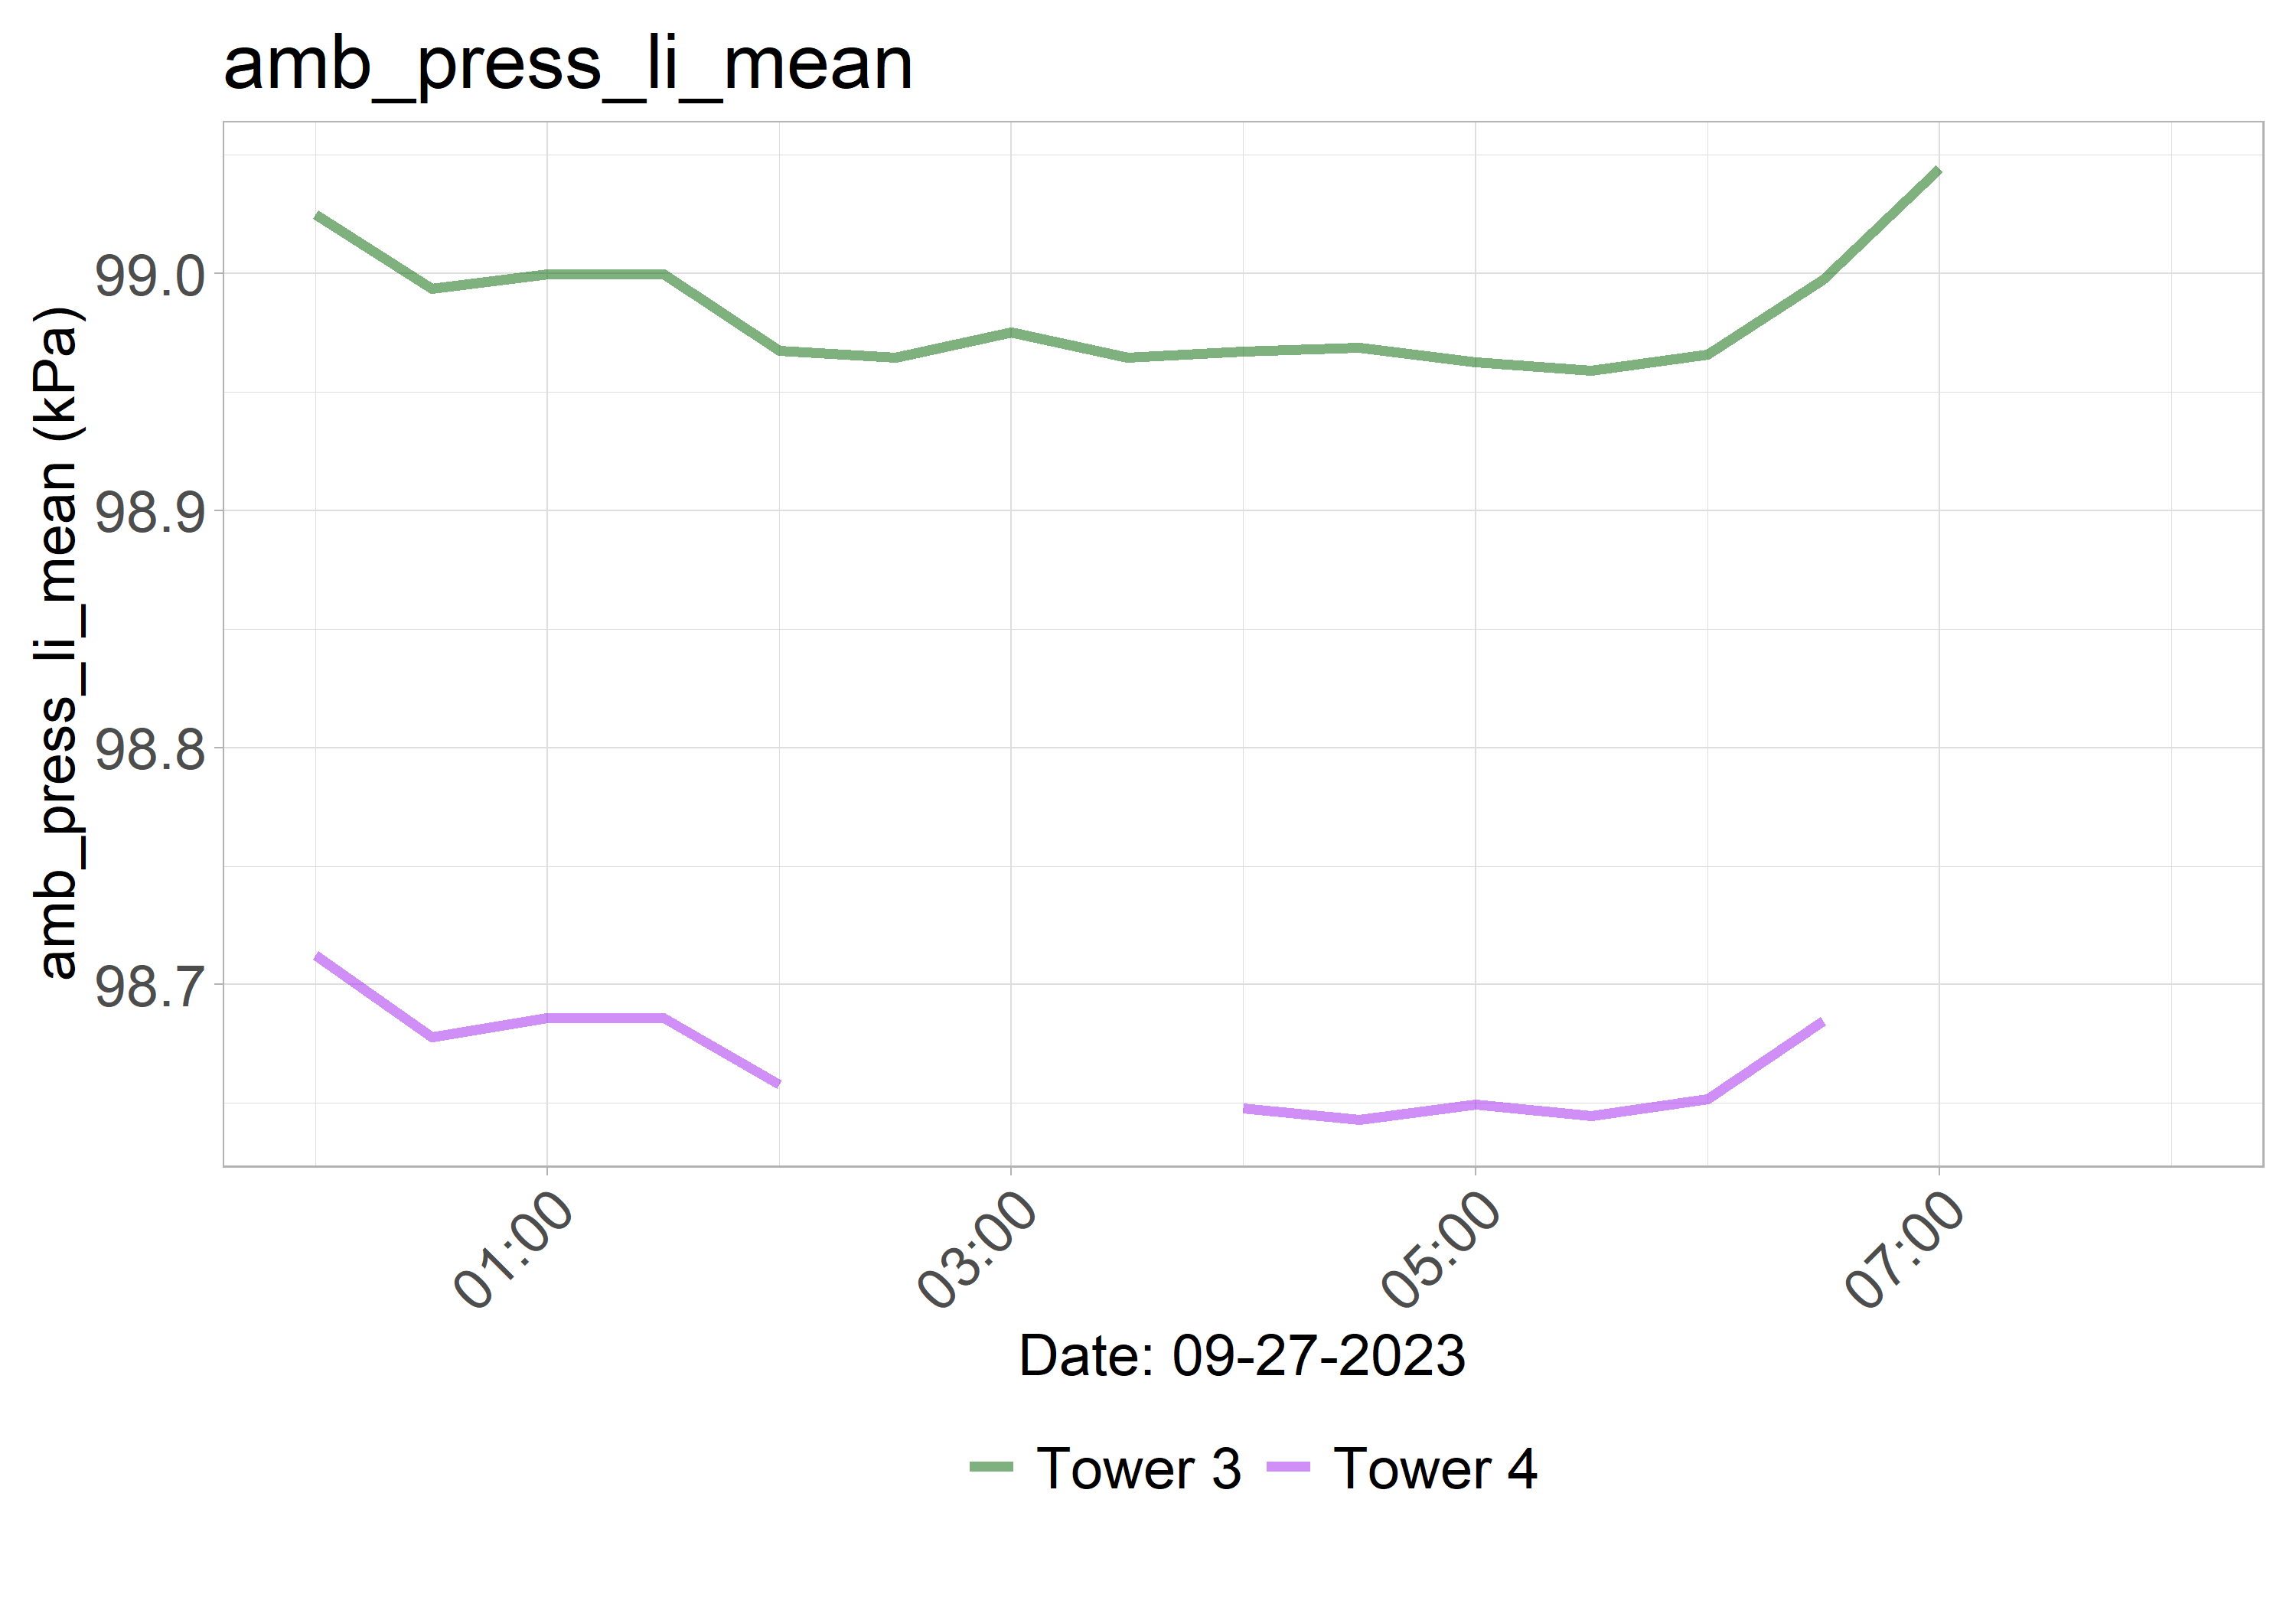 amb_press_li_mean
amb_press_li_mean (kPa)
99.0
98.9
98.8
98.7
01:00
03:00
05:00
07:00
Date: 09-27-2023
Tower 3
Tower 4